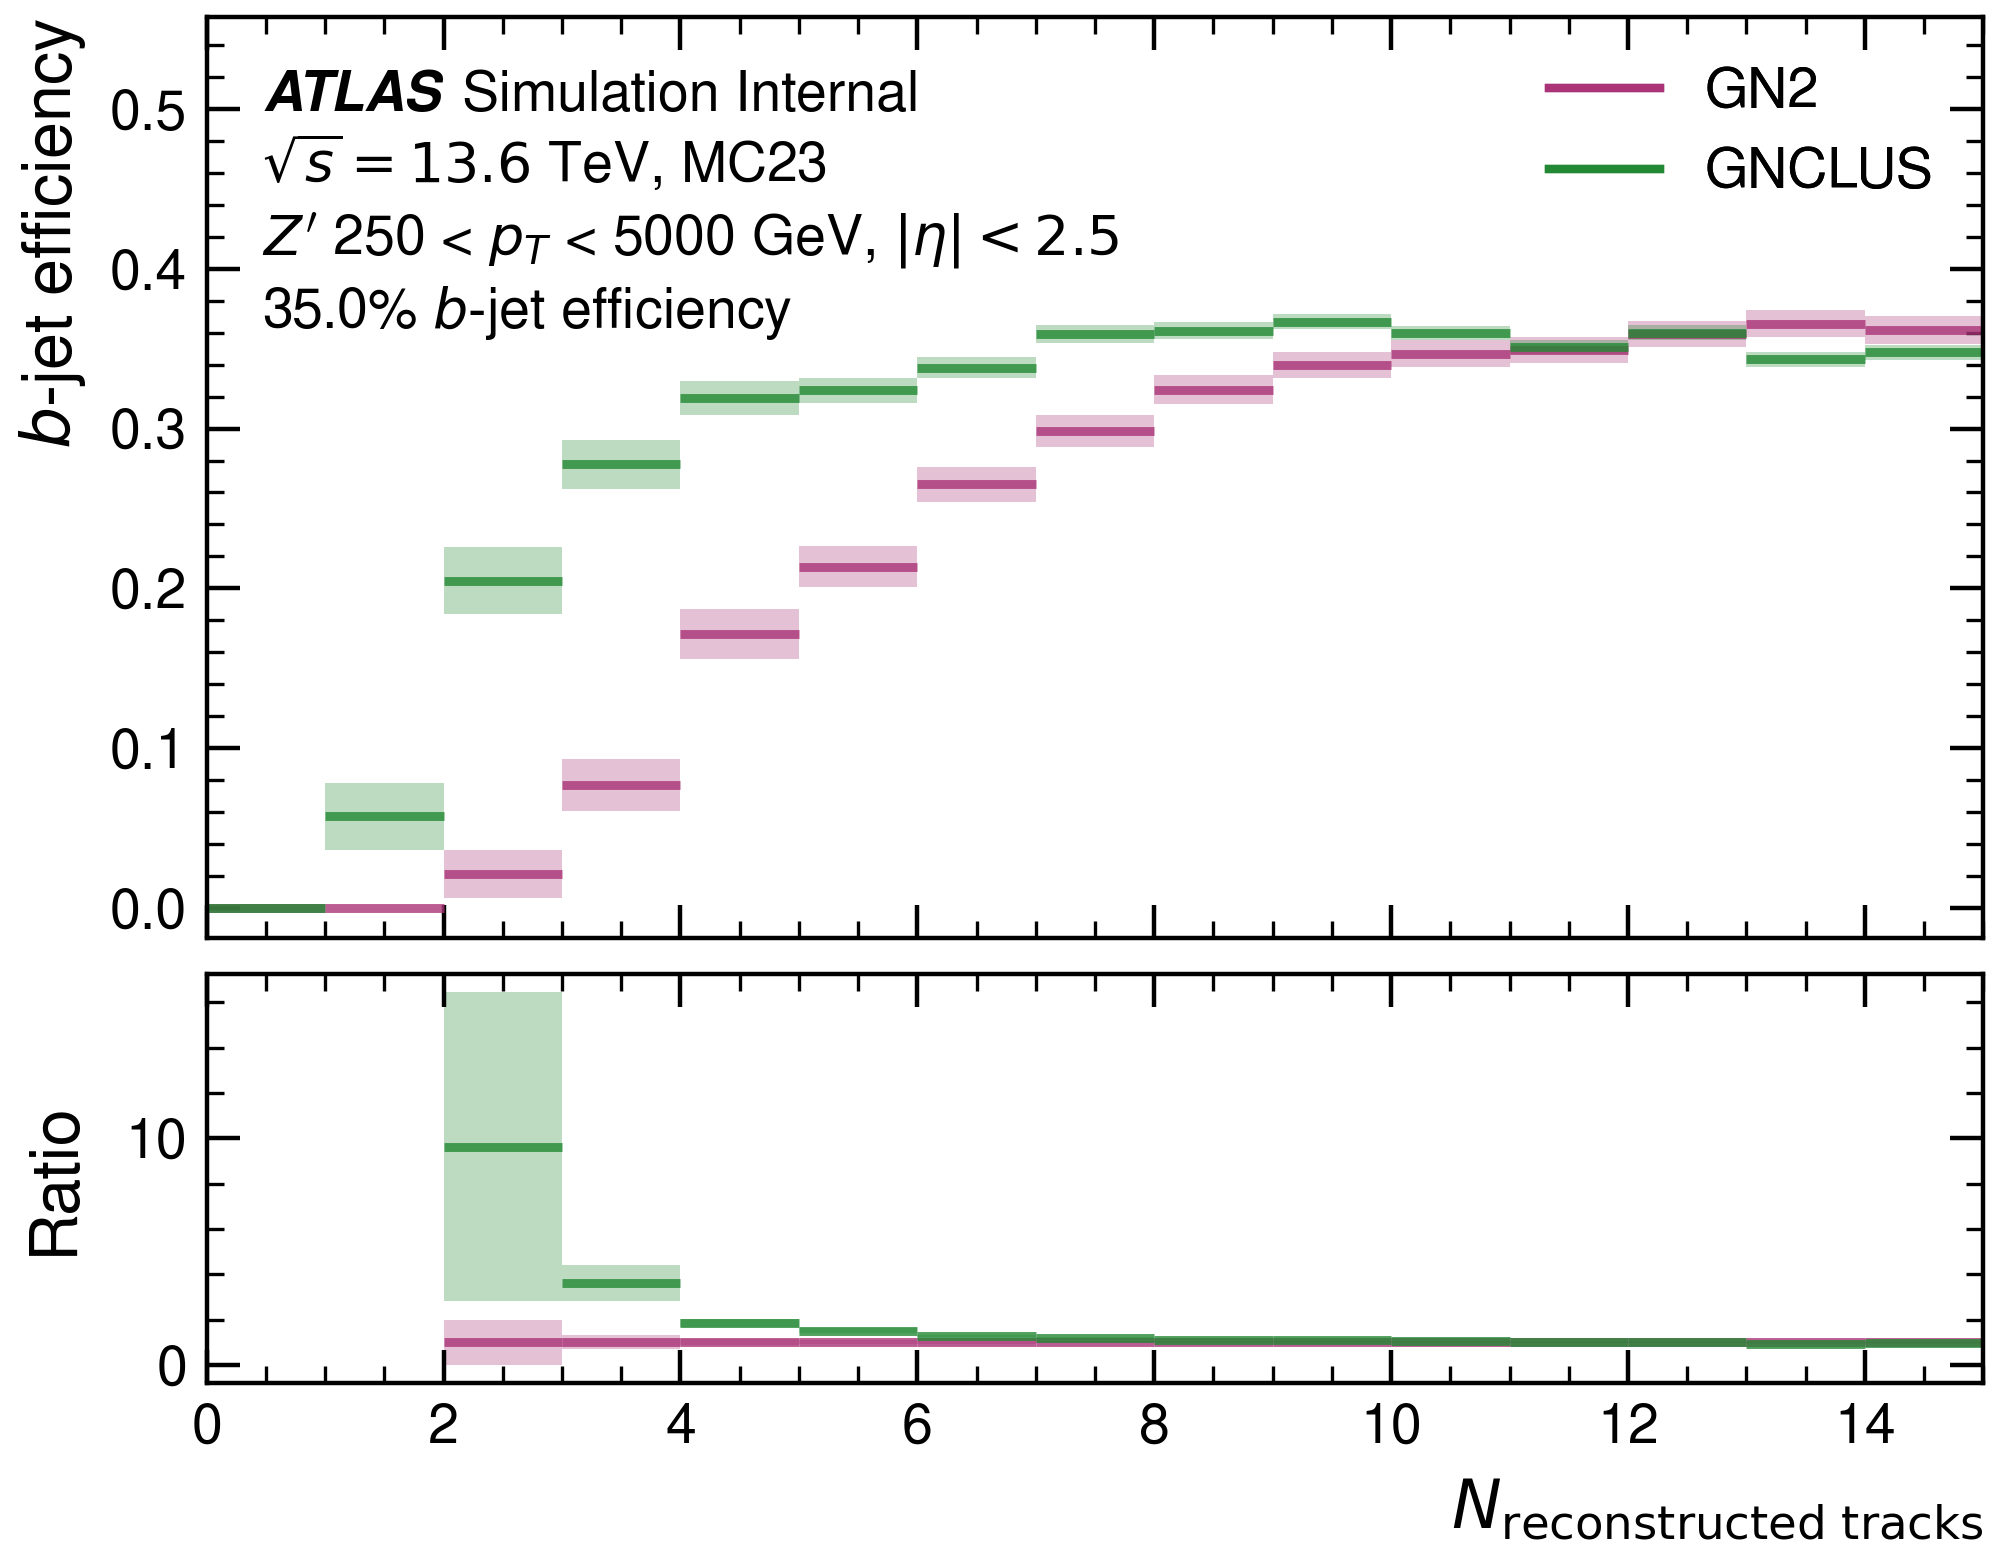 b-jet efficiency
0.5
0.4
0.3
0.2
0.1
0.0
ATLAS Simulation Internal
√s = 13.6 TeV, MC23
Z′ 250 < p_T < 5000 GeV, |η| < 2.5
35.0% b-jet efficiency
GN2
GNCLUS
Ratio
10
0
0 2 4 6 8 10 12 14
N_reconstructed tracks